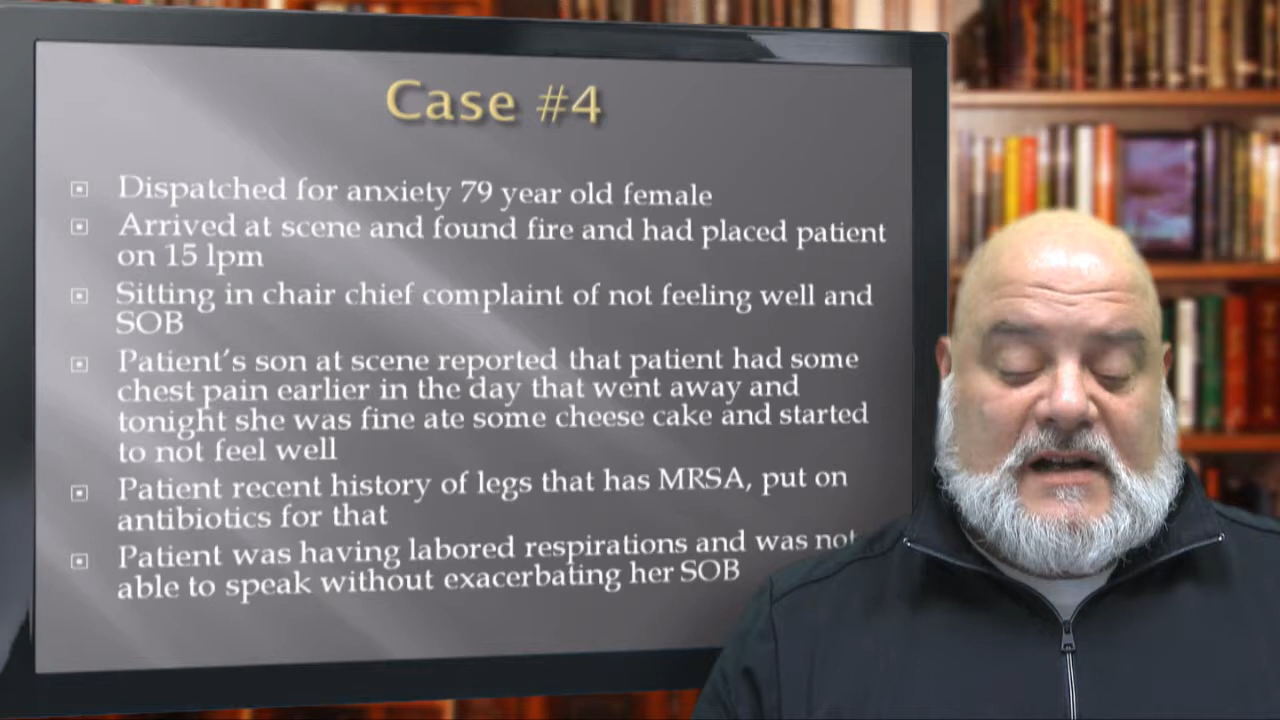 Case #4
Dispatched for anxiety 79 year old female
Arrived at scene and found fire and had placed patient
on 15 lpm
Sitting in chair chief complaint of not feeling well and
SOB
Patient's son at scene reported that patient had some
chest pain earlier in the day that went away and
tonight she was fine ate some cheese cake and started
to not feel well
Patient recent history of legs that has MRSA, put on
antibiotics for that
Patient was having labored respirations and was not
able to speak without exacerbating her SOB